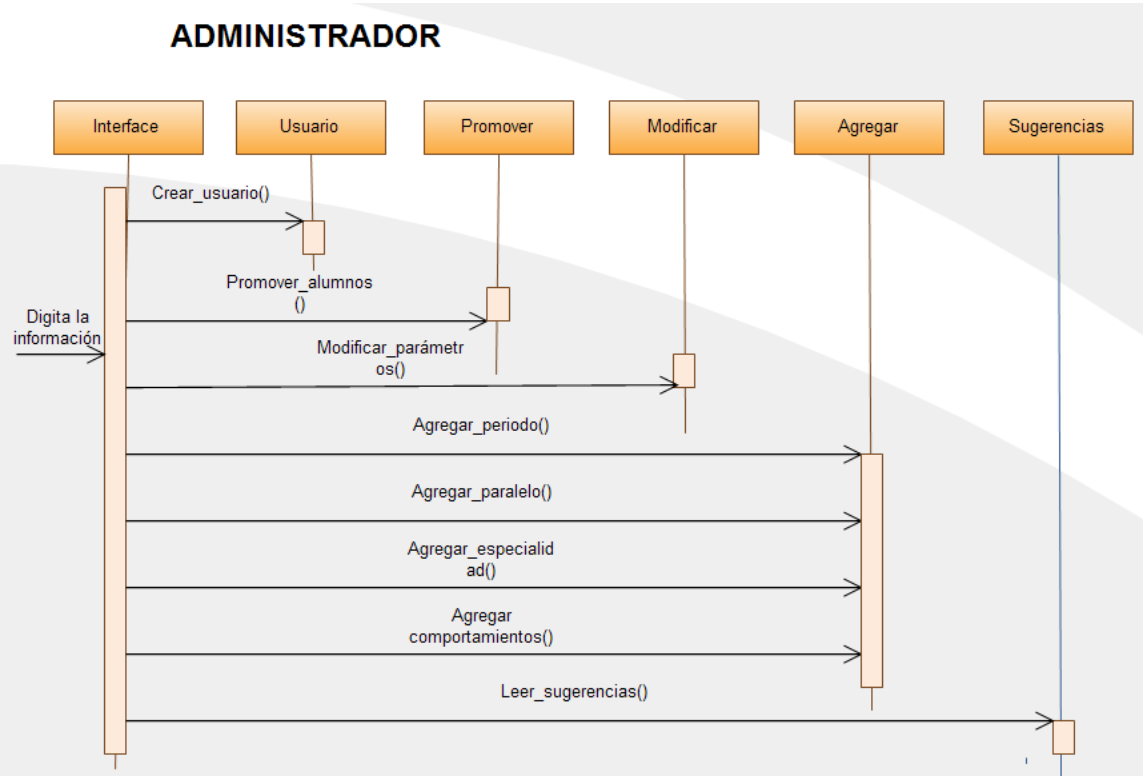 ADMINISTRADOR
Interface
Usuario
Promover
Modificar
Agregar
Sugerencias
Crear_usuario()
Promover_alumnos
()
Digita la
información
Modificar_parámetr
os()
Agregar_periodo()
Agregar_paralelo()
Agregar_especialid
ad()
Agregar
comportamientos()
Leer_sugerencias()